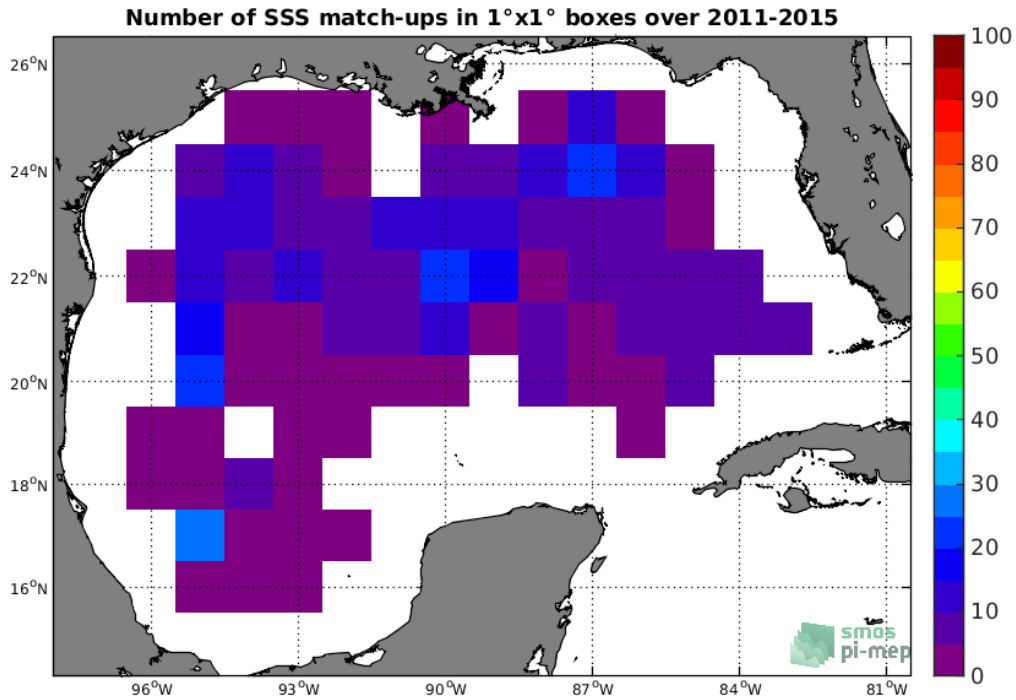 Number of SSS match-ups in 1°x1° boxes over 2011-2015
26°N
24°N
22°N
20°N
18°N
16°N
96°W
93°W
90°W
87°W
84°W
81°W
100
90
80
70
60
50
40
30
20
10
0
smos
pi-mep